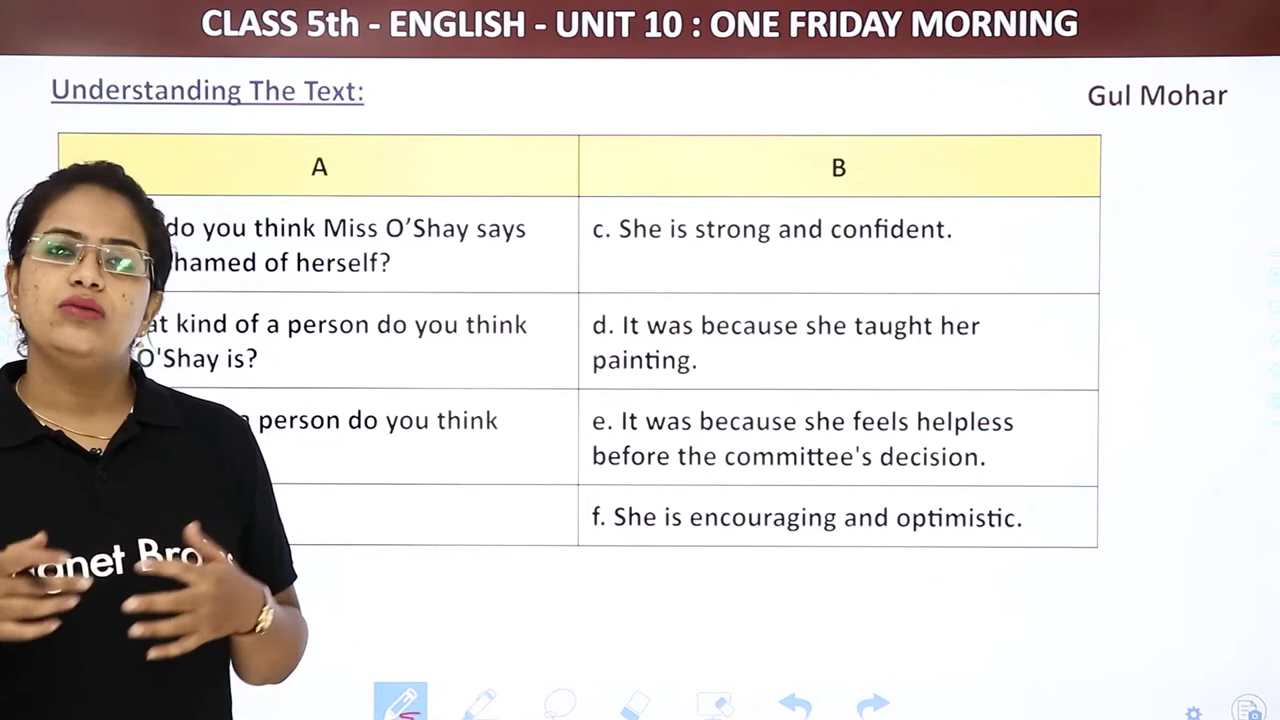 CLASS 5th - ENGLISH - UNIT 10 : ONE FRIDAY MORNING
Understanding The Text:
Gul Mohar
A
B
do you think Miss O’Shay says
hamed of herself?
c. She is strong and confident.
at kind of a person do you think
O'Shay is?
d. It was because she taught her
painting.
person do you think
e. It was because she feels helpless
before the committee's decision.
f. She is encouraging and optimistic.
anet Bra